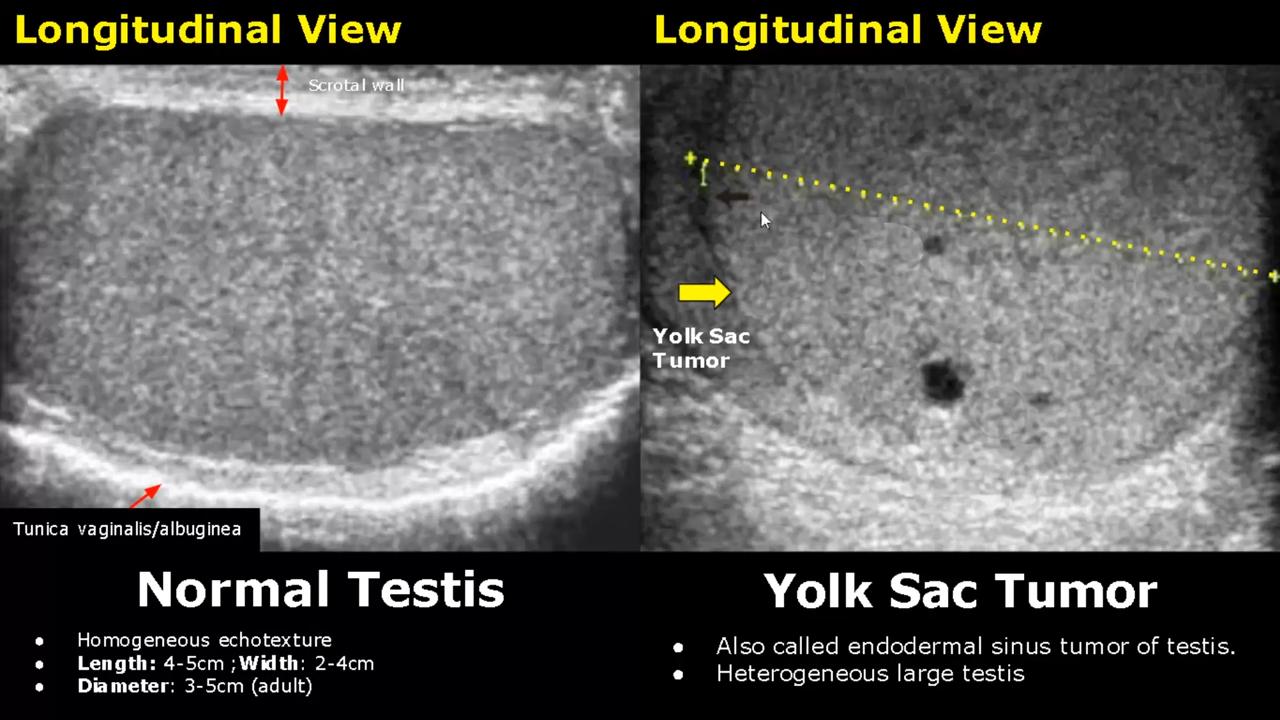 Longitudinal View
Scrotal wall
Tunica vaginalis/albuginea
Normal Testis
• Homogeneous echotexture
• Length: 4-5cm ;Width: 2-4cm
• Diameter: 3-5cm (adult)
Longitudinal View
Yolk Sac
Tumor
Yolk Sac Tumor
• Also called endodermal sinus tumor of testis.
• Heterogeneous large testis